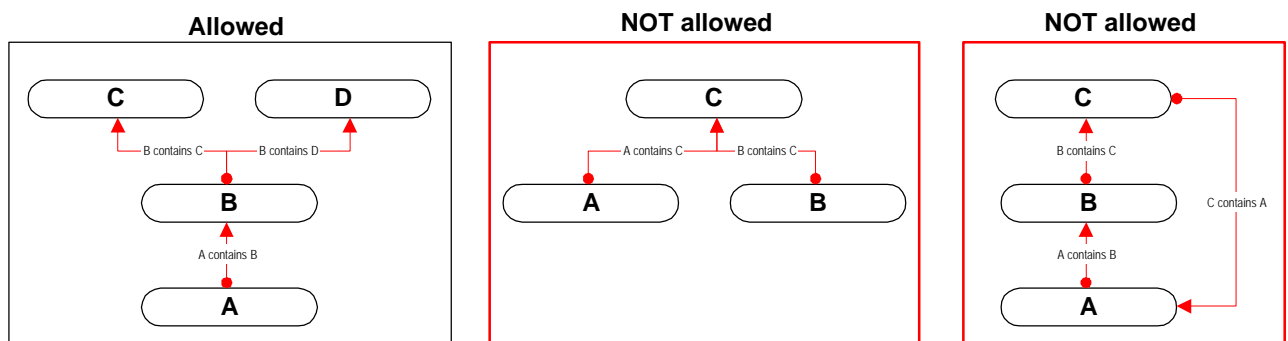 Allowed
C
D
B contains C
B contains D
B
A contains B
A
NOT allowed
C
A contains C
B contains C
A
B
NOT allowed
C
B contains C
B
C contains A
A contains B
A